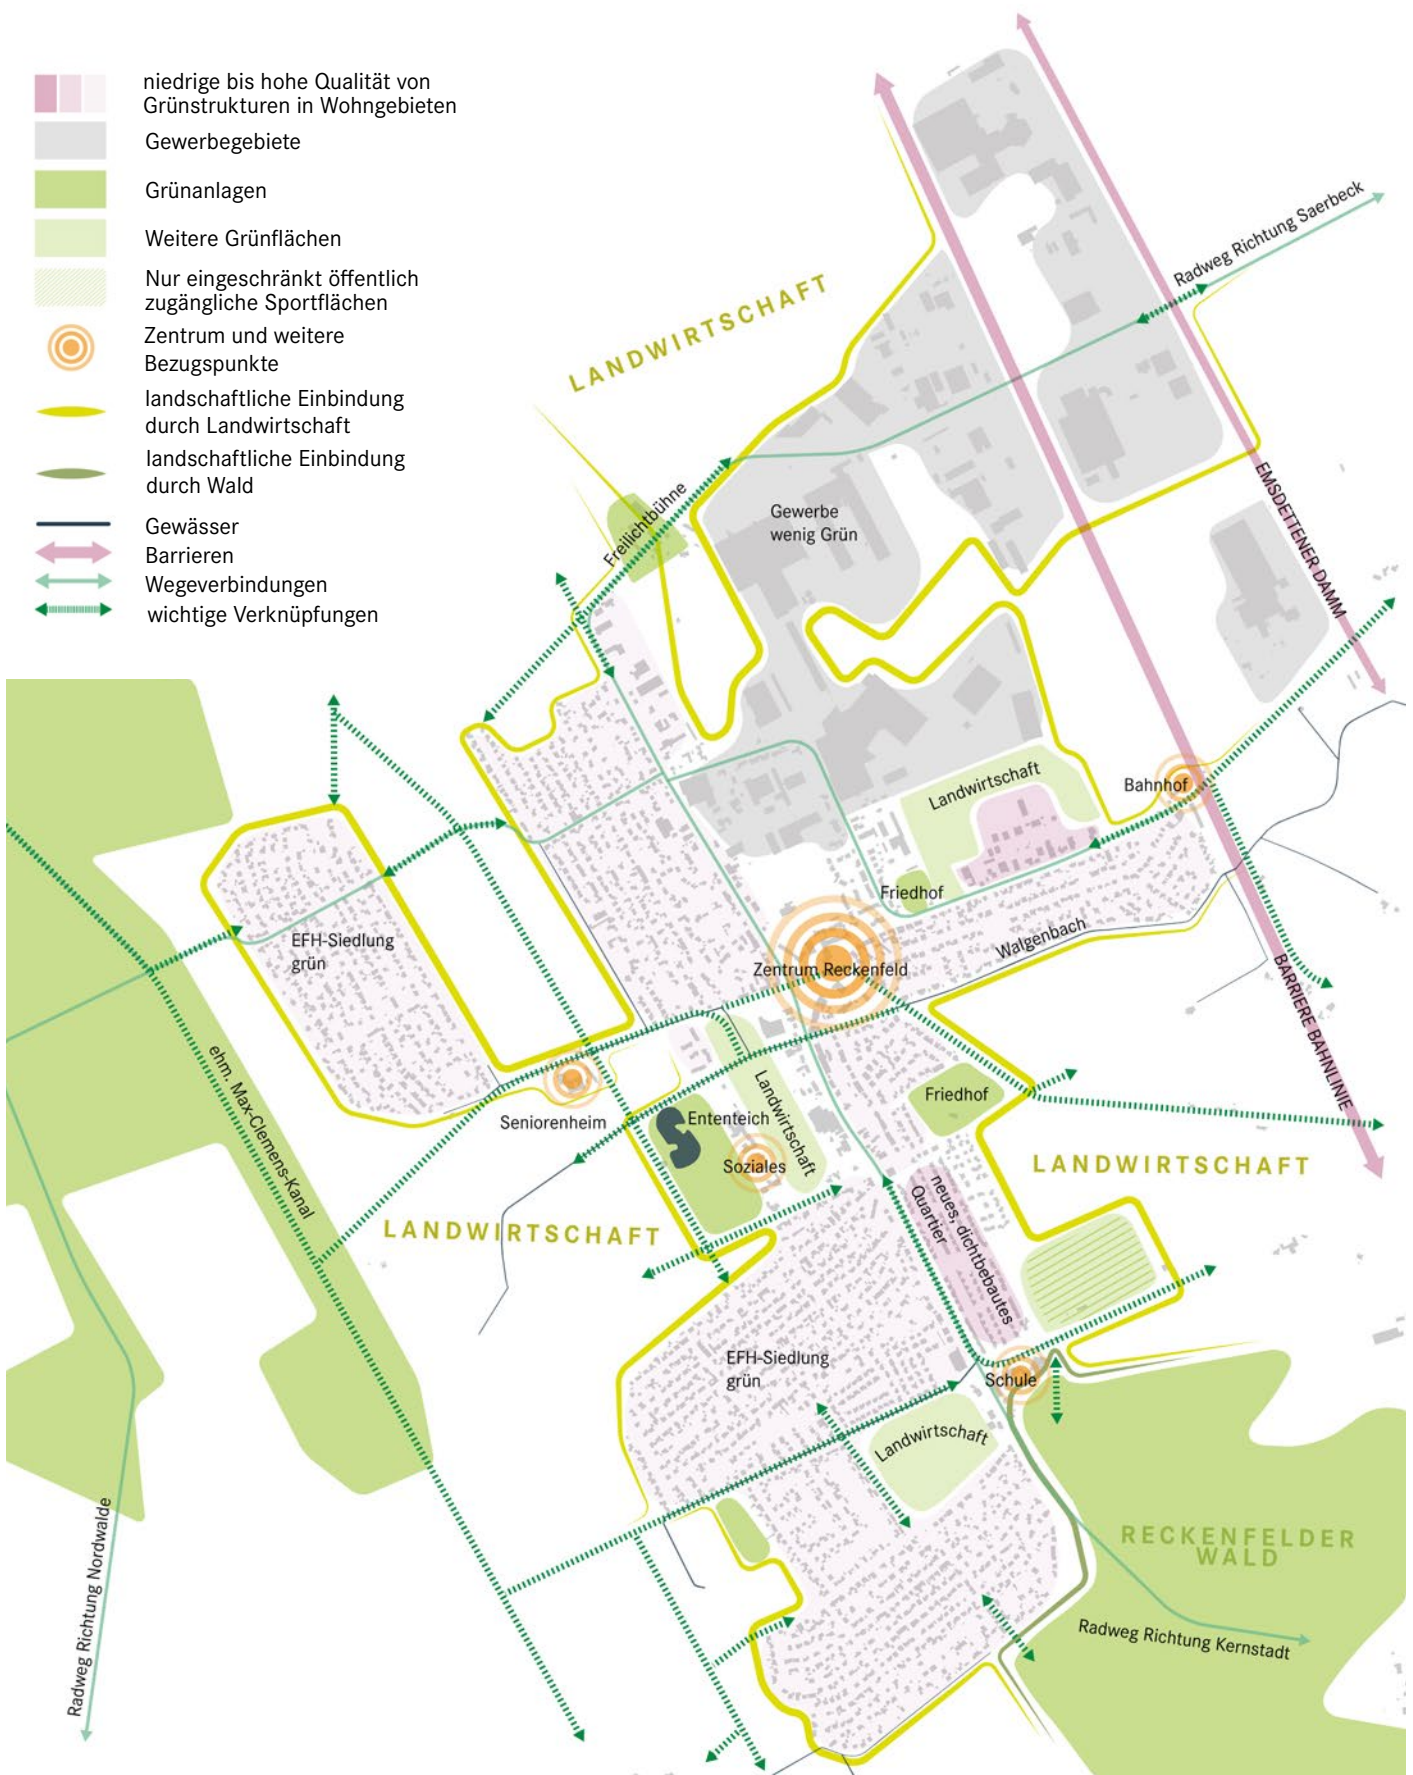 niedrige bis hohe Qualität von
Grünstrukturen in Wohngebieten
Gewerbegebiete
Grünanlagen
Weitere Grünflächen
Nur eingeschränkt öffentlich
zugängliche Sportflächen
Zentrum und weitere
Bezugspunkte
landschaftliche Einbindung
durch Landwirtschaft
landschaftliche Einbindung
durch Wald
Gewässer
Barrieren
Wegeverbindungen
wichtige Verknüpfungen
Radweg Richtung Saerbeck
LANDWIRTSCHAFT
EMSDETTENER DAMM
Freilichtbühne
Gewerbe
wenig Grün
Landwirtschaft
Bahnhof
Friedhof
EFH-Siedlung
grün
Walgenbach
Zentrum Reckenfeld
BARRIERE BAHNLINIE
ehm. Max-Clemens-Kanal
Seniorenheim
Ententeich
Landwirtschaft
Soziales
Friedhof
LANDWIRTSCHAFT
LANDWIRTSCHAFT
neues, dichtbebautes
Quartier
EFH-Siedlung
grün
Schule
Landwirtschaft
RECKENFELDER
WALD
Radweg Richtung Nordwalde
Radweg Richtung Kernstadt